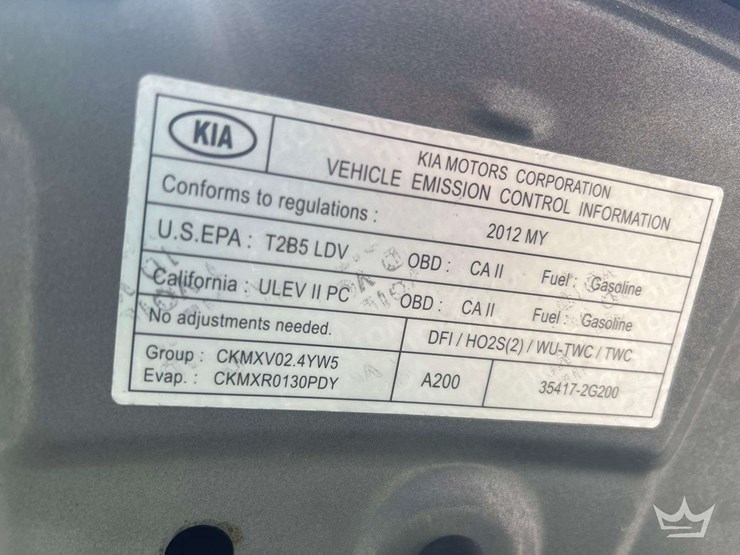 KIA
KIA MOTORS CORPORATION
VEHICLE EMISSION CONTROL INFORMATION
Conforms to regulations : 2012 MY
U.S.EPA : T2B5 LDV OBD : CA II Fuel : Gasoline
California : ULEV II PC OBD : CA II Fuel : Gasoline
No adjustments needed. DFI / HO2S(2) / WU-TWC / TWC
Group : CKMXV02.4YW5
Evap. : CKMXR0130PDY
A200
35417-2G200